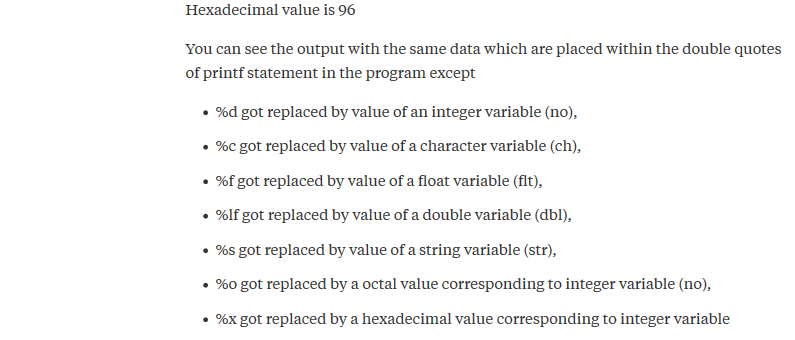 Hexadecimal value is 96
You can see the output with the same data which are placed within the double quotes
of printf statement in the program except
• %d got replaced by value of an integer variable (no),
• %c got replaced by value of a character variable (ch),
• %f got replaced by value of a float variable (flt),
• %lf got replaced by value of a double variable (dbl),
• %s got replaced by value of a string variable (str),
• %o got replaced by a octal value corresponding to integer variable (no),
• %x got replaced by a hexadecimal value corresponding to integer variable